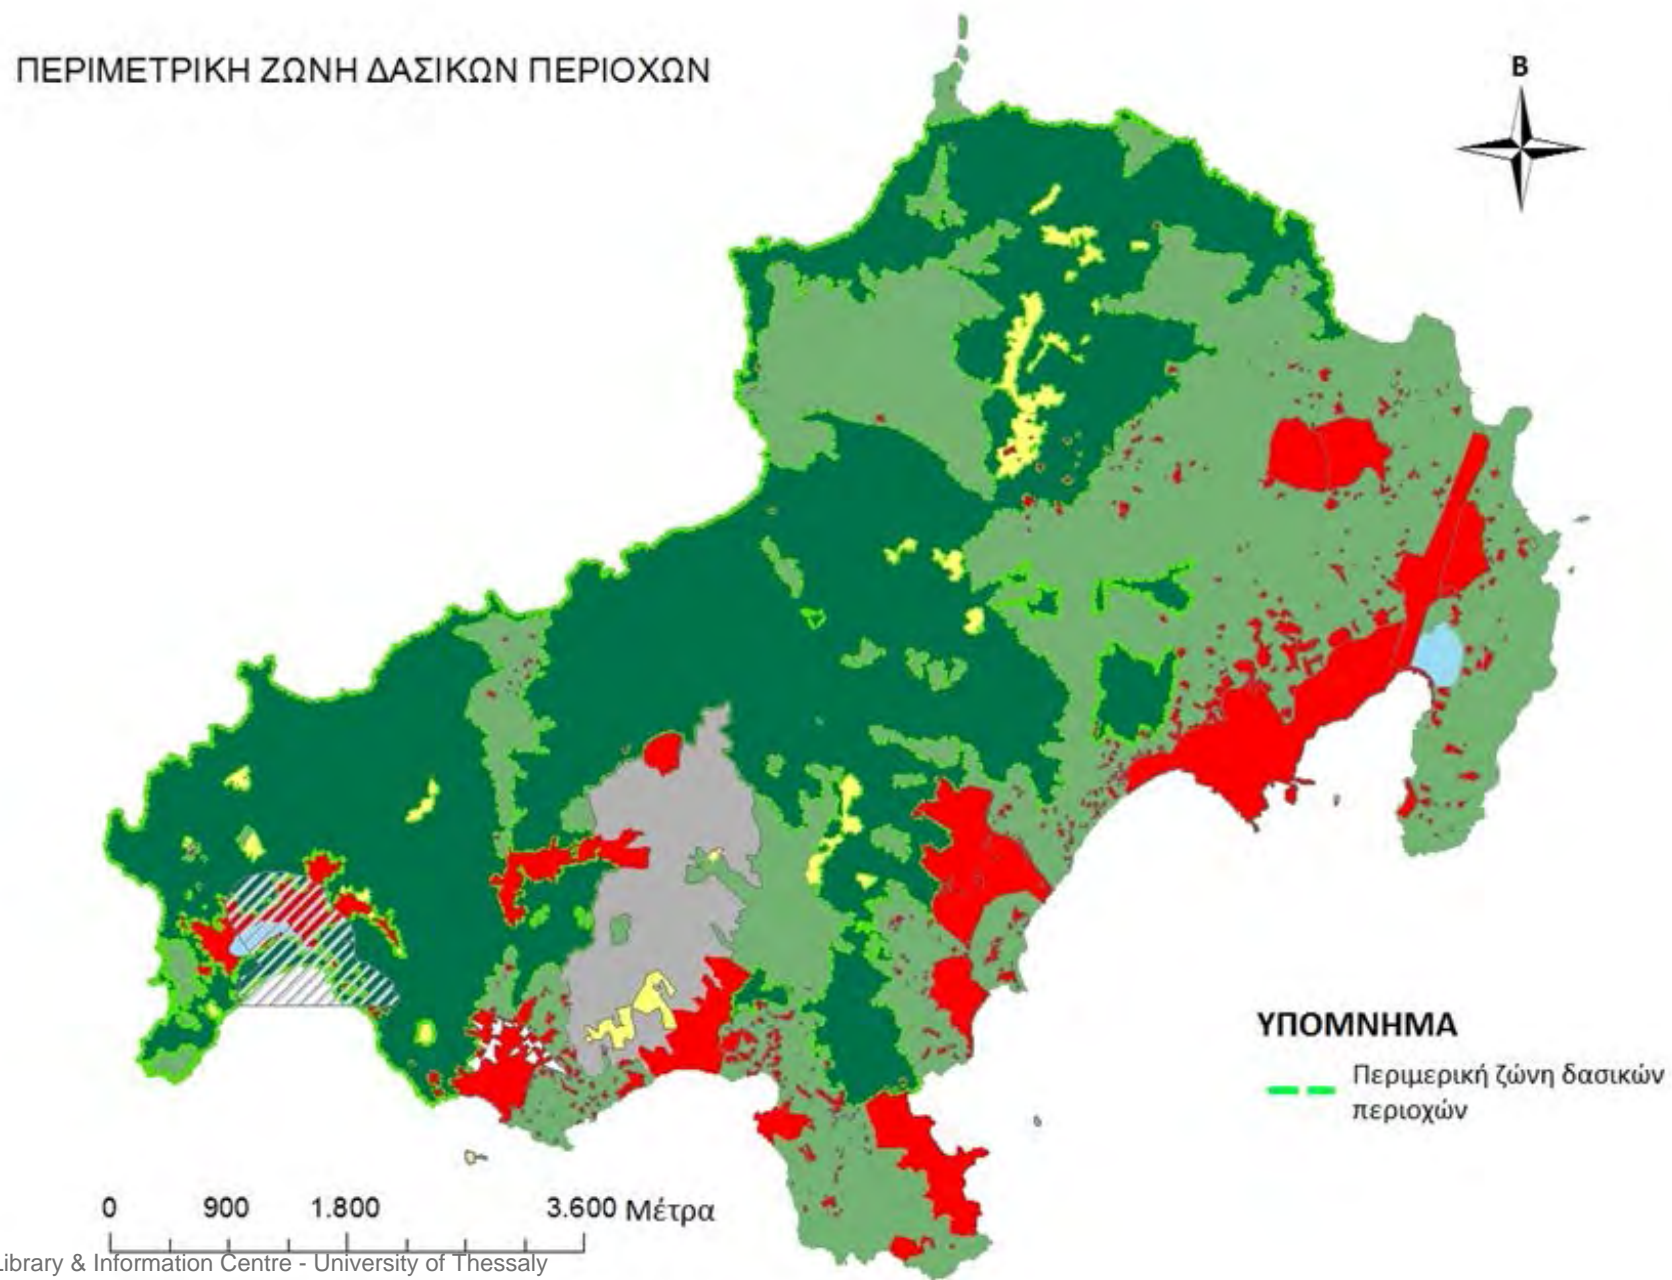 ΠΕΡΙΜΕΤΡΙΚΗ ΖΩΝΗ ΔΑΣΙΚΩΝ ΠΕΡΙΟΧΩΝ
Β
ΥΠΟΜΝΗΜΑ
Περιμερική ζώνη δασικών
περιοχών
0 900 1.800 3.600 Μέτρα
Library & Information Centre - University of Thessaly